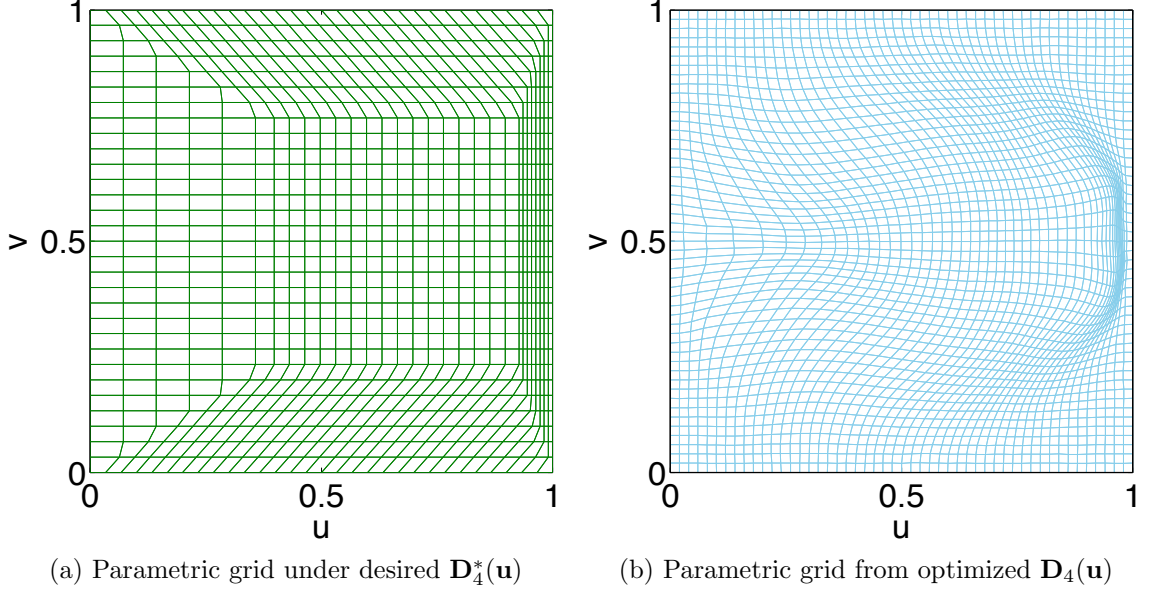 1
v 0.5
0
0 0.5 1
u
1
v 0.5
0
0 0.5 1
u
(a) Parametric grid under desired D₄*(u)
(b) Parametric grid from optimized D₄(u)